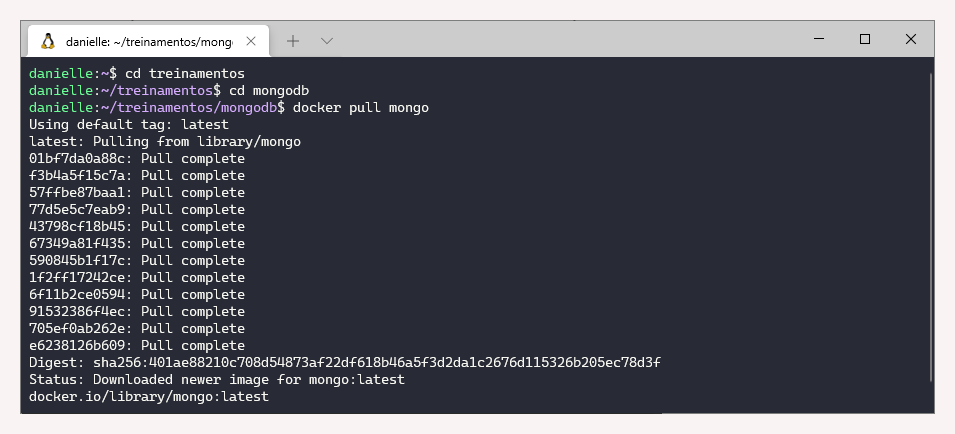 danielle: ~/treinamentos/mong
danielle:~$ cd treinamentos
danielle:~/treinamentos$ cd mongodb
danielle:~/treinamentos/mongodb$ docker pull mongo
Using default tag: latest
latest: Pulling from library/mongo
01bf7da0a88c: Pull complete
f3b4a5f15c7a: Pull complete
57ffbe87baa1: Pull complete
77d5e5c7eab9: Pull complete
43798cf18b45: Pull complete
67349a81f435: Pull complete
590845b1f17c: Pull complete
1f2ff17242ce: Pull complete
6f11b2ce0594: Pull complete
91532386f4ec: Pull complete
705ef0ab262e: Pull complete
e6238126b609: Pull complete
Digest: sha256:401ae88210c708d54873af22df618b46a5f3d2da1c2676d115326b205ec78d3f
Status: Downloaded newer image for mongo:latest
docker.io/library/mongo:latest